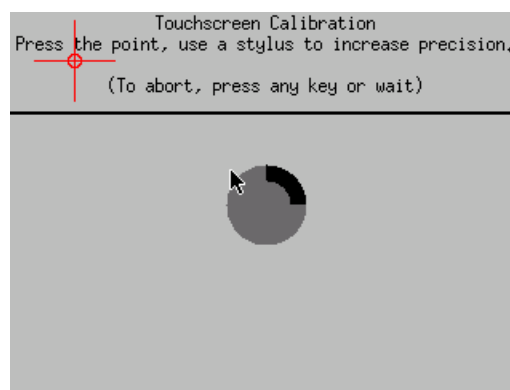 Touchscreen Calibration
Press the point, use a stylus to increase precision.
(To abort, press any key or wait)